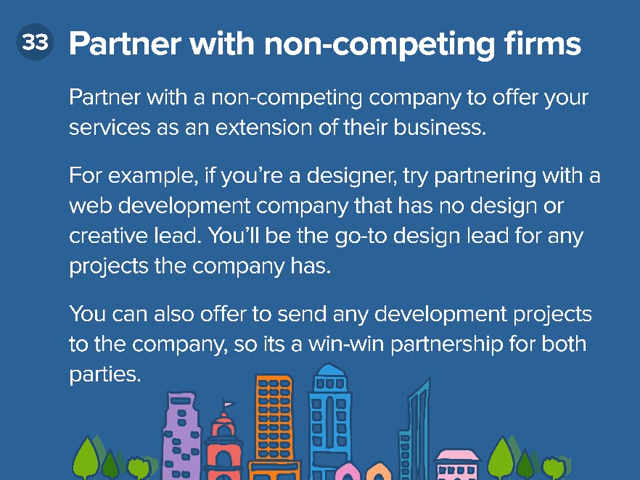 33 Partner with non-competing firms
Partner with a non-competing company to offer your
services as an extension of their business.
For example, if you’re a designer, try partnering with a
web development company that has no design or
creative lead. You’ll be the go-to design lead for any
projects the company has.
You can also offer to send any development projects
to the company, so its a win-win partnership for both
parties.